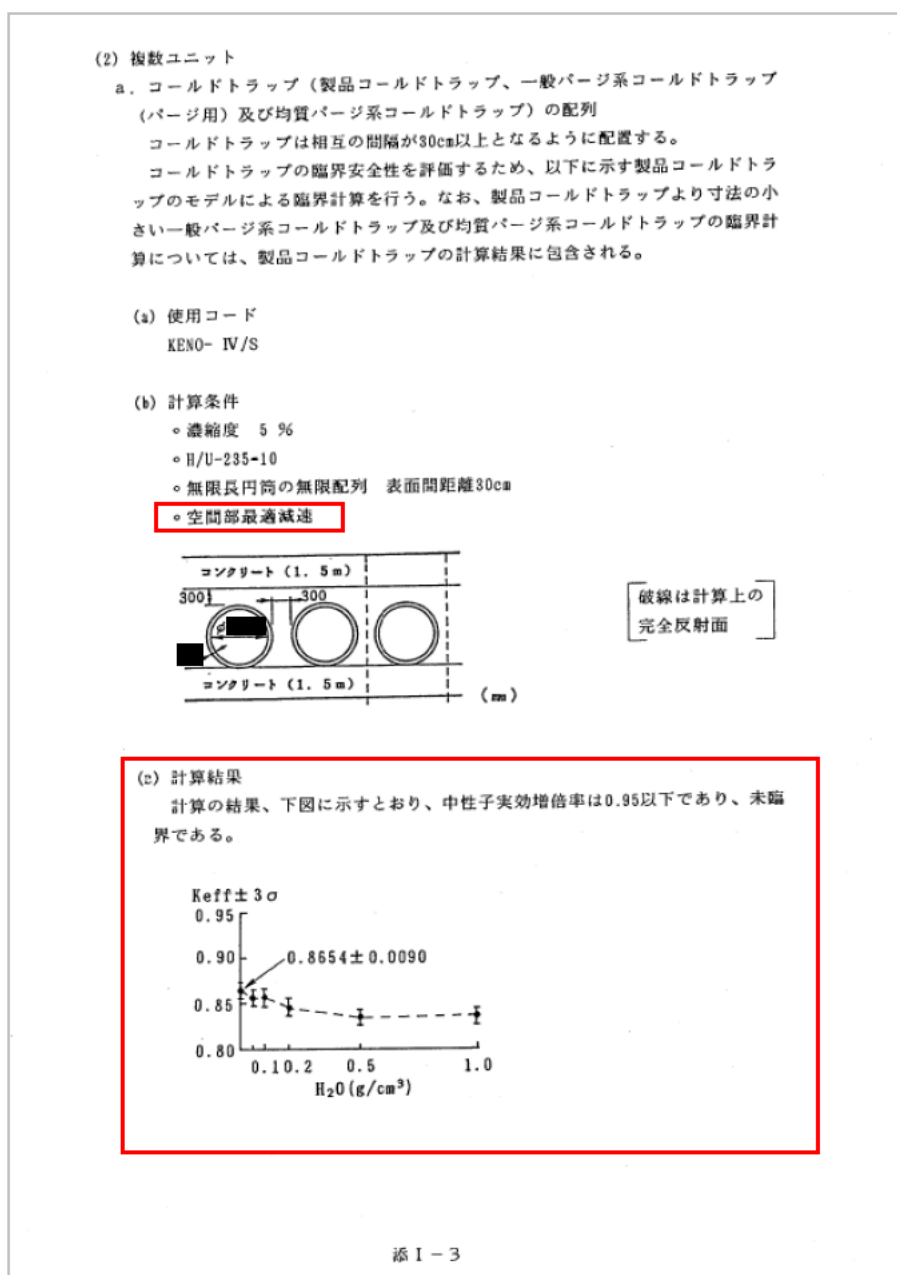 (2) 複数ユニット
a. コールドトラップ（製品コールドトラップ、一般パージ系コールドトラップ
（パージ用）及び均質パージ系コールドトラップ）の配列
コールドトラップは相互の間隔が30cm以上となるように配置する。
コールドトラップの臨界安全性を評価するため、以下に示す製品コールドトラ
ップのモデルによる臨界計算を行う。なお、製品コールドトラップより寸法の小
さい一般パージ系コールドトラップ及び均質パージ系コールドトラップの臨界計
算については、製品コールドトラップの計算結果に包含される。
(a) 使用コード
KENO- Ⅳ/S
(b) 計算条件
○濃縮度 5 %
○H/U-235=10
○無限長円筒の無限配列 表面間距離30cm
○空間部最適減速
コンクリート (1. 5m)
300
300
破線は計算上の
完全反射面
コンクリート (1. 5m)
(mm)
(c) 計算結果
計算の結果、下図に示すとおり、中性子実効増倍率は0.95以下であり、未臨
界である。
Keff±3σ
0.95
0.90
0.8654±0.0090
0.85
0.80
0.1 0.2 0.5 1.0
H₂O(g/cm³)
添Ⅰ-3